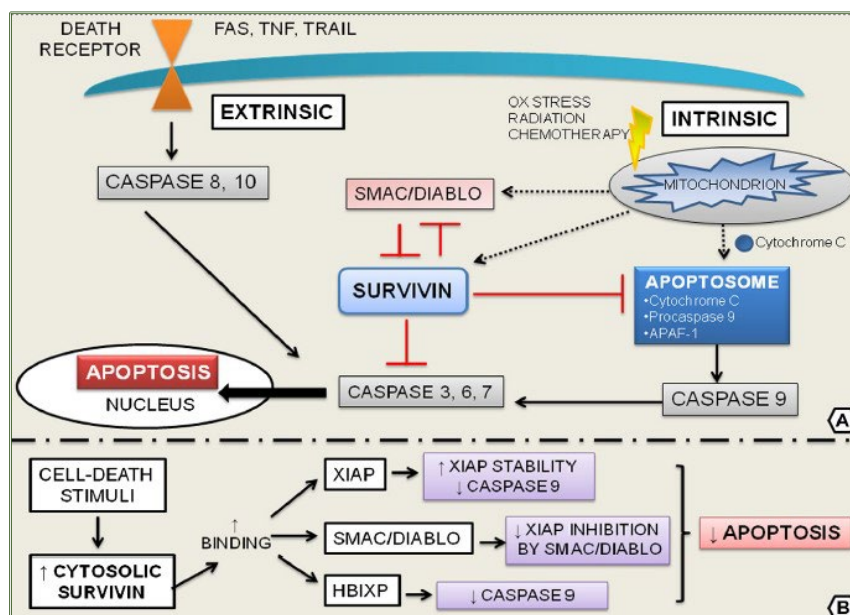 DEATH
RECEPTOR
FAS, TNF, TRAIL
EXTRINSIC
OX STRESS
RADIATION
CHEMOTHERAPY
INTRINSIC
CASPASE 8, 10
SMAC/DIABLO
MITOCHONDRION
Cytochrome C
SURVIVIN
APOPTOSOME
•Cytochrome C
•Procaspase 9
•APAF-1
APOPTOSIS
NUCLEUS
CASPASE 3, 6, 7
CASPASE 9
A
CELL-DEATH
STIMULI
↑ CYTOSOLIC
SURVIVIN
↑
BINDING
XIAP
↑ XIAP STABILITY
↓ CASPASE 9
SMAC/DIABLO
↓ XIAP INHIBITION
BY SMAC/DIABLO
HBIXP
↓ CASPASE 9
↓ APOPTOSIS
B